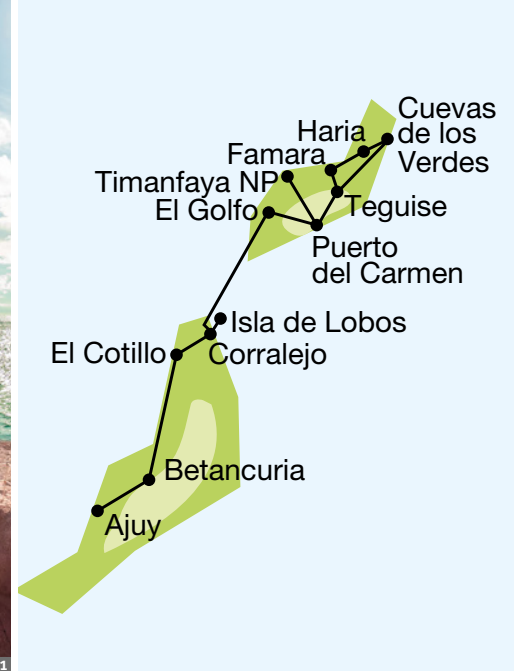 Cuevas
de los
Verdes
Haria
Famara
Timanfaya NP
El Golfo
Teguise
Puerto
del Carmen
Isla de Lobos
Corralejo
El Cotillo
Betancuria
Ajuy
1